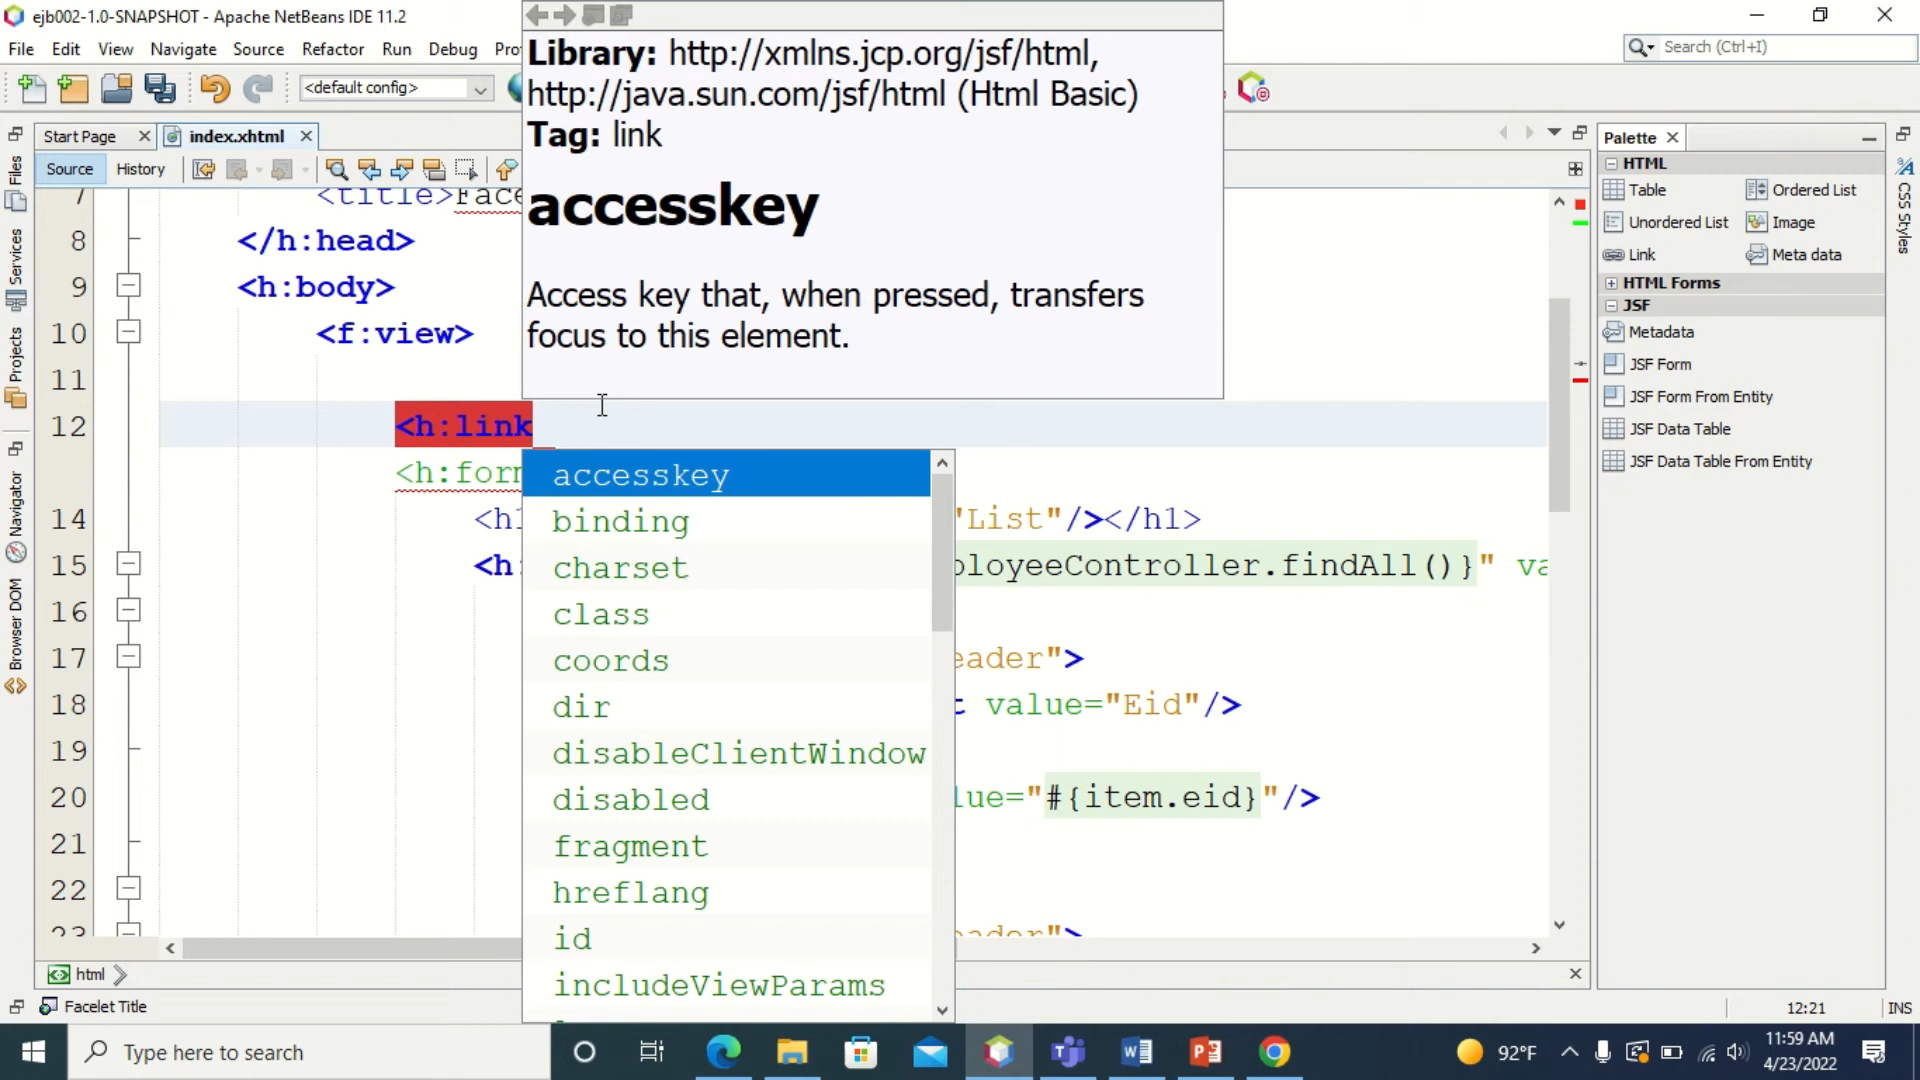 ejb002-1.0-SNAPSHOT - Apache NetBeans IDE 11.2
File Edit View Navigate Source Refactor Run Debug
Search (Ctrl+I)
<default config>
Library: http://xmlns.jcp.org/jsf/html,
http://java.sun.com/jsf/html (Html Basic)
Tag: link
accesskey
Access key that, when pressed, transfers
focus to this element.
Start Page index.xhtml
Source History
7 <title>Face
8 </h:head>
9 <h:body>
10 <f:view>
11
12 <h:link
<h:for
14 <h1 "List"/></h1>
15 <h: ployeeController.findAll()}" va
16
17 eader">
18 t value="Eid"/>
19
20 lue="#{item.eid}"/>
21
22
23 eader">
accesskey
binding
charset
class
coords
dir
disableClientWindow
disabled
fragment
hreflang
id
includeViewParams
html
Facelet Title
12:21 INS
Files
Services
Projects
Navigator
Browser DOM
Palette
HTML
Table Ordered List
Unordered List Image
Link Meta data
HTML Forms
JSF
Metadata
JSF Form
JSF Form From Entity
JSF Data Table
JSF Data Table From Entity
CSS Styles
Type here to search
92°F
11:59 AM
4/23/2022